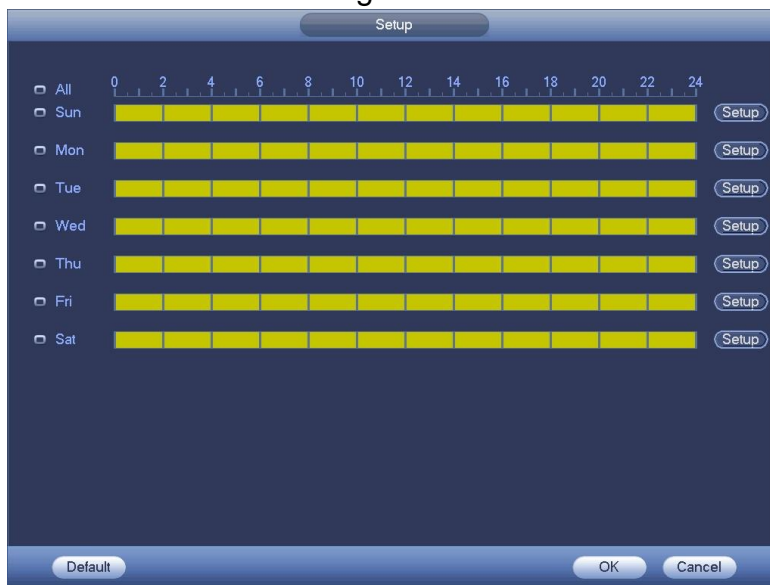 Setup
0 2 4 6 8 10 12 14 16 18 20 22 24
All
Sun Setup
Mon Setup
Tue Setup
Wed Setup
Thu Setup
Fri Setup
Sat Setup
Default OK Cancel